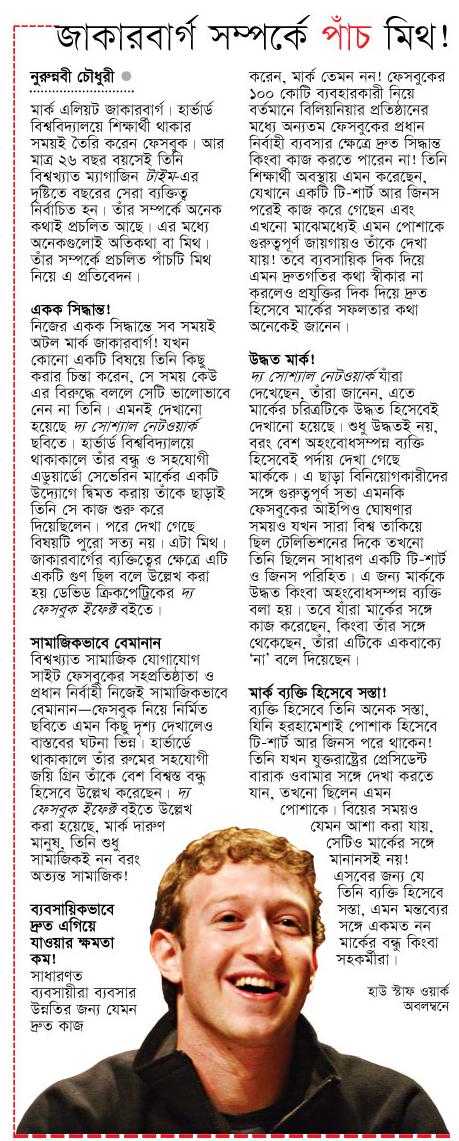 জাকারবার্গ সম্পর্কে পাঁচ মিথ!
নুরুন্নবী চৌধুরী
মার্ক এলিয়ট জাকারবার্গ। হার্ভার্ড
বিশ্ববিদ্যালয়ে শিক্ষার্থী থাকার
সময়ই তৈরি করেন ফেসবুক। আর
মাত্র ২৬ বছর বয়সেই তিনি
বিশ্বখ্যাত ম্যাগাজিন টাইম-এর
দৃষ্টিতে বছরের সেরা ব্যক্তিত্ব
নির্বাচিত হন। তাঁর সম্পর্কে অনেক
কথাই প্রচলিত আছে। এর মধ্যে
অনেকগুলোই অতিকথা বা মিথ।
তাঁর সম্পর্কে প্রচলিত পাঁচটি মিথ
নিয়ে এ প্রতিবেদন।
একক সিদ্ধান্ত!
নিজের একক সিদ্ধান্তে সব সময়ই
অটল মার্ক জাকারবার্গ! যখন
কোনো একটি বিষয়ে তিনি কিছু
করার চিন্তা করেন, সে সময় কেউ
এর বিরুদ্ধে বললে সেটি ভালোভাবে
নেন না তিনি। এমনই দেখানো
হয়েছে দ্য সোশ্যাল নেটওয়ার্ক
ছবিতে। হার্ভার্ড বিশ্ববিদ্যালয়ে
থাকাকালে তাঁর বন্ধু ও সহযোগী
এডুয়ার্ডো সেভেরিন মার্কের একটি
উদ্যোগে দ্বিমত করায় তাঁকে ছাড়াই
তিনি সে কাজ শুরু করে
দিয়েছিলেন। পরে দেখা গেছে
বিষয়টি পুরো সত্য নয়। এটা মিথ।
জাকারবার্গের ব্যক্তিত্বের ক্ষেত্রে এটি
একটি গুণ ছিল বলে উল্লেখ করা
হয় ডেভিড ক্রিকপেট্রিকের দ্য
ফেসবুক ইফেক্ট বইতে।
সামাজিকভাবে বেমানান
বিশ্বখ্যাত সামাজিক যোগাযোগ
সাইট ফেসবুকের সহপ্রতিষ্ঠাতা ও
প্রধান নির্বাহী নিজেই সামাজিকভাবে
বেমানান—ফেসবুক নিয়ে নির্মিত
ছবিতে এমন কিছু দৃশ্য দেখালেও
বাস্তবের ঘটনা ভিন্ন। হার্ভার্ডে
থাকাকালে তাঁর রুমের সহযোগী
জয়ি গ্রিন তাঁকে বেশ বিশ্বস্ত বন্ধু
হিসেবে উল্লেখ করেছেন। দ্য
ফেসবুক ইফেক্ট বইতে উল্লেখ
করা হয়েছে, মার্ক দারুণ
মানুষ, তিনি শুধু
সামাজিকই নন বরং
অত্যন্ত সামাজিক!
ব্যবসায়িকভাবে
দ্রুত এগিয়ে
যাওয়ার ক্ষমতা
কম!
সাধারণত
ব্যবসায়ীরা ব্যবসার
উন্নতির জন্য যেমন
দ্রুত কাজ
করেন, মার্ক তেমন নন! ফেসবুকের
১০০ কোটি ব্যবহারকারী নিয়ে
বর্তমানে বিলিয়নিয়ার প্রতিষ্ঠানের
মধ্যে অন্যতম ফেসবুকের প্রধান
নির্বাহী ব্যবসার ক্ষেত্রে দ্রুত সিদ্ধান্ত
কিংবা কাজ করতে পারেন না! তিনি
শিক্ষার্থী অবস্থায় এমন করেছেন,
যেখানে একটি টি-শার্ট আর জিনস
পরেই কাজ করে গেছেন এবং
এখনো মাঝেমধ্যেই এমন পোশাকে
গুরুত্বপূর্ণ জায়গায়ও তাঁকে দেখা
যায়! তবে ব্যবসায়িক দিক দিয়ে
এমন দ্রুতগতির কথা স্বীকার না
করলেও প্রযুক্তির দিক দিয়ে দ্রুত
হিসেবে মার্কের সফলতার কথা
অনেকেই জানেন।
উদ্ধত মার্ক!
দ্য সোশ্যাল নেটওয়ার্ক যাঁরা
দেখেছেন, তাঁরা জানেন, এতে
মার্কের চরিত্রটিকে উদ্ধত হিসেবেই
দেখানো হয়েছে। শুধু উদ্ধতই নয়,
বরং বেশ অহংবোধসম্পন্ন ব্যক্তি
হিসেবেই পর্দায় দেখা গেছে
মার্ককে। এ ছাড়া বিনিয়োগকারীদের
সঙ্গে গুরুত্বপূর্ণ সভা এমনকি
ফেসবুকের আইপিও ঘোষণার
সময়ও যখন সারা বিশ্ব তাকিয়ে
ছিল টেলিভিশনের দিকে তখনো
তিনি ছিলেন সাধারণ একটি টি-শার্ট
ও জিনস পরিহিত। এ জন্য মার্ককে
উদ্ধত কিংবা অহংবোধসম্পন্ন ব্যক্তি
বলা হয়। তবে যাঁরা মার্কের সঙ্গে
কাজ করেছেন, কিংবা তাঁর সঙ্গে
থেকেছেন, তাঁরা এটিকে একবাক্যে
‘না’ বলে দিয়েছেন।
মার্ক ব্যক্তি হিসেবে সস্তা!
ব্যক্তি হিসেবে তিনি অনেক সস্তা,
যিনি হরহামেশাই পোশাক হিসেবে
টি-শার্ট আর জিনস পরে থাকেন!
তিনি যখন যুক্তরাষ্ট্রের প্রেসিডেন্ট
বারাক ওবামার সঙ্গে দেখা করতে
যান, তখনো ছিলেন এমন
পোশাকে। বিয়ের সময়ও
যেমন আশা করা যায়,
সেটিও মার্কের সঙ্গে
মানানসই নয়!
এসবের জন্য যে
তিনি ব্যক্তি হিসেবে
সস্তা, এমন মন্তব্যের
সঙ্গে একমত নন
মার্কের বন্ধু কিংবা
সহকর্মীরা।
হাউ স্টাফ ওয়ার্ক
অবলম্বনে